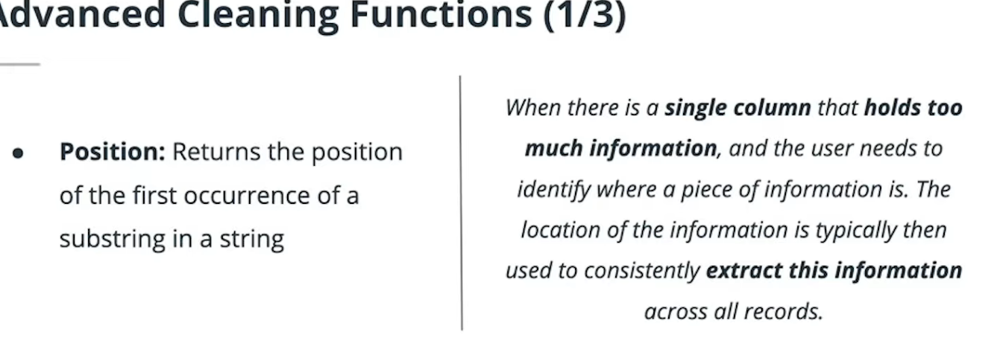 Advanced Cleaning Functions (1/3)
• Position: Returns the position
of the first occurrence of a
substring in a string
When there is a single column that holds too
much information, and the user needs to
identify where a piece of information is. The
location of the information is typically then
used to consistently extract this information
across all records.